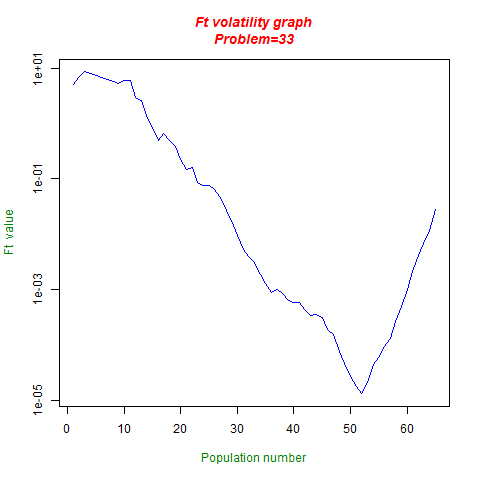 Ft volatility graph
Problem=33
1e+01
1e-01
1e-03
1e-05
Ft value
0 10 20 30 40 50 60
Population number